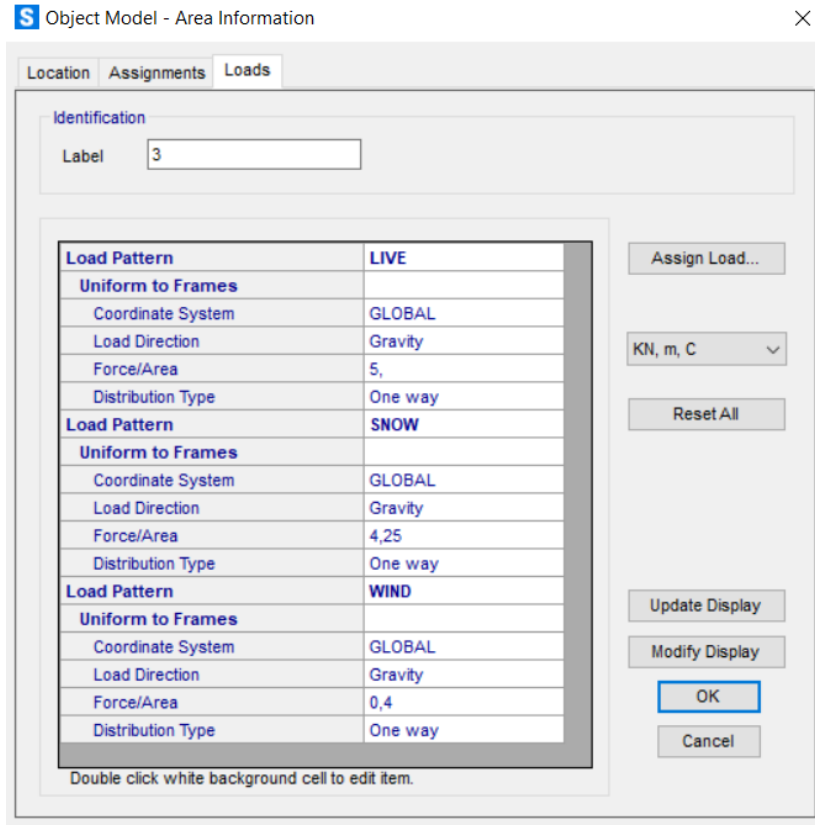 S Object Model - Area Information
Location Assignments Loads
Identification
Label 3
Load Pattern LIVE
Uniform to Frames
Coordinate System GLOBAL
Load Direction Gravity
Force/Area 5,
Distribution Type One way
Load Pattern SNOW
Uniform to Frames
Coordinate System GLOBAL
Load Direction Gravity
Force/Area 4,25
Distribution Type One way
Load Pattern WIND
Uniform to Frames
Coordinate System GLOBAL
Load Direction Gravity
Force/Area 0,4
Distribution Type One way
Double click white background cell to edit item.
Assign Load...
KN, m, C
Reset All
Update Display
Modify Display
OK
Cancel